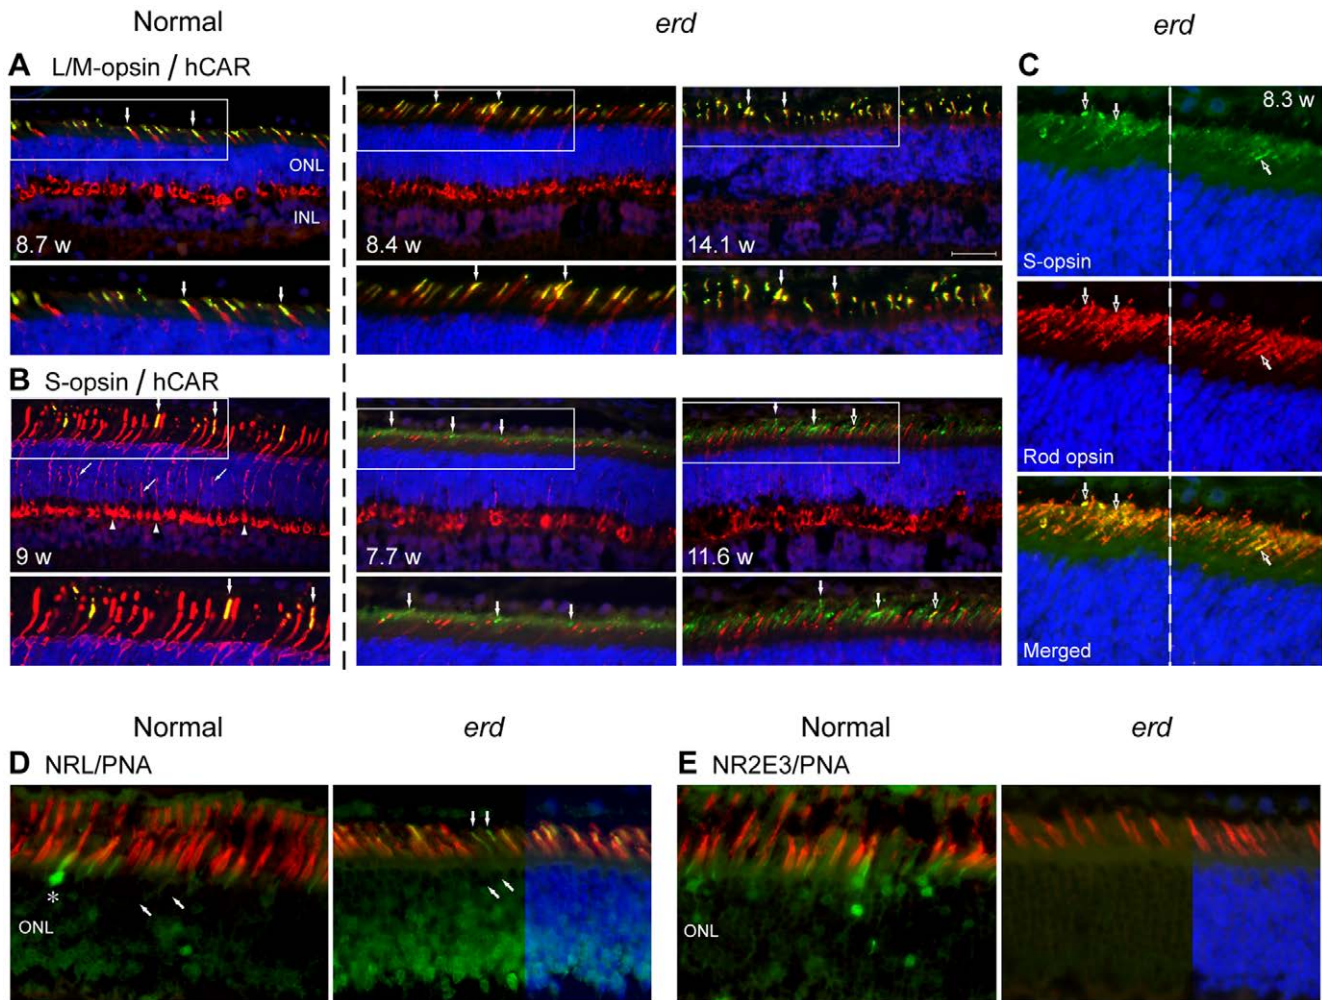 Normal
erd
erd
A L/M-opsin / hCAR
C
8.3 w
ONL
INL
8.7 w
8.4 w
14.1 w
S-opsin
B S-opsin / hCAR
Rod opsin
9 w
7.7 w
11.6 w
Merged
Normal
erd
Normal
erd
D NRL/PNA
E NR2E3/PNA
*
ONL
ONL